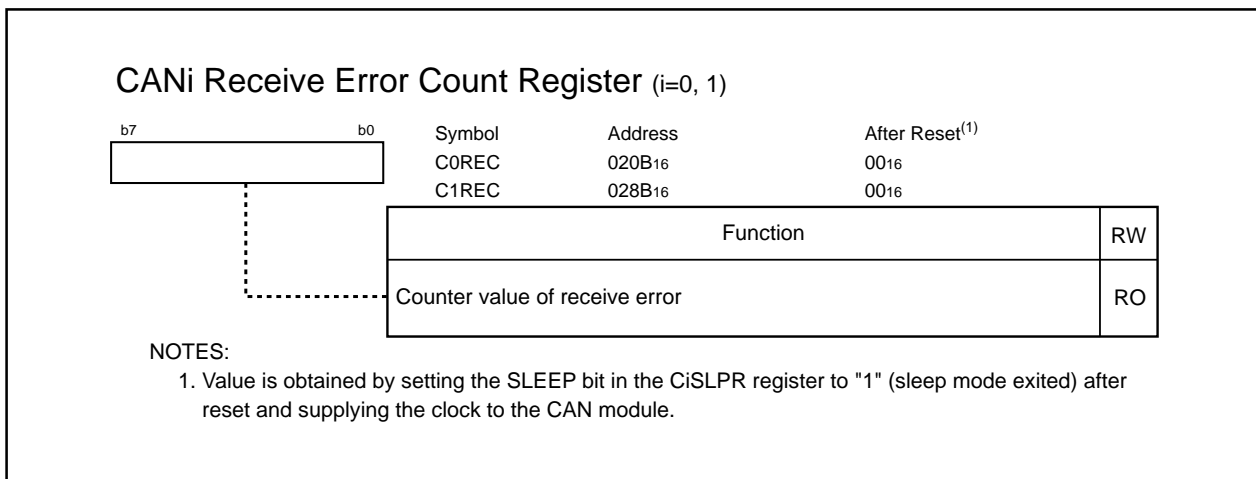 CANi Receive Error Count Register (i=0, 1)
b7 b0 Symbol Address After Reset(1)
C0REC 020B16 0016
C1REC 028B16 0016
Function RW
Counter value of receive error RO
NOTES:
1. Value is obtained by setting the SLEEP bit in the CiSLPR register to "1" (sleep mode exited) after
reset and supplying the clock to the CAN module.